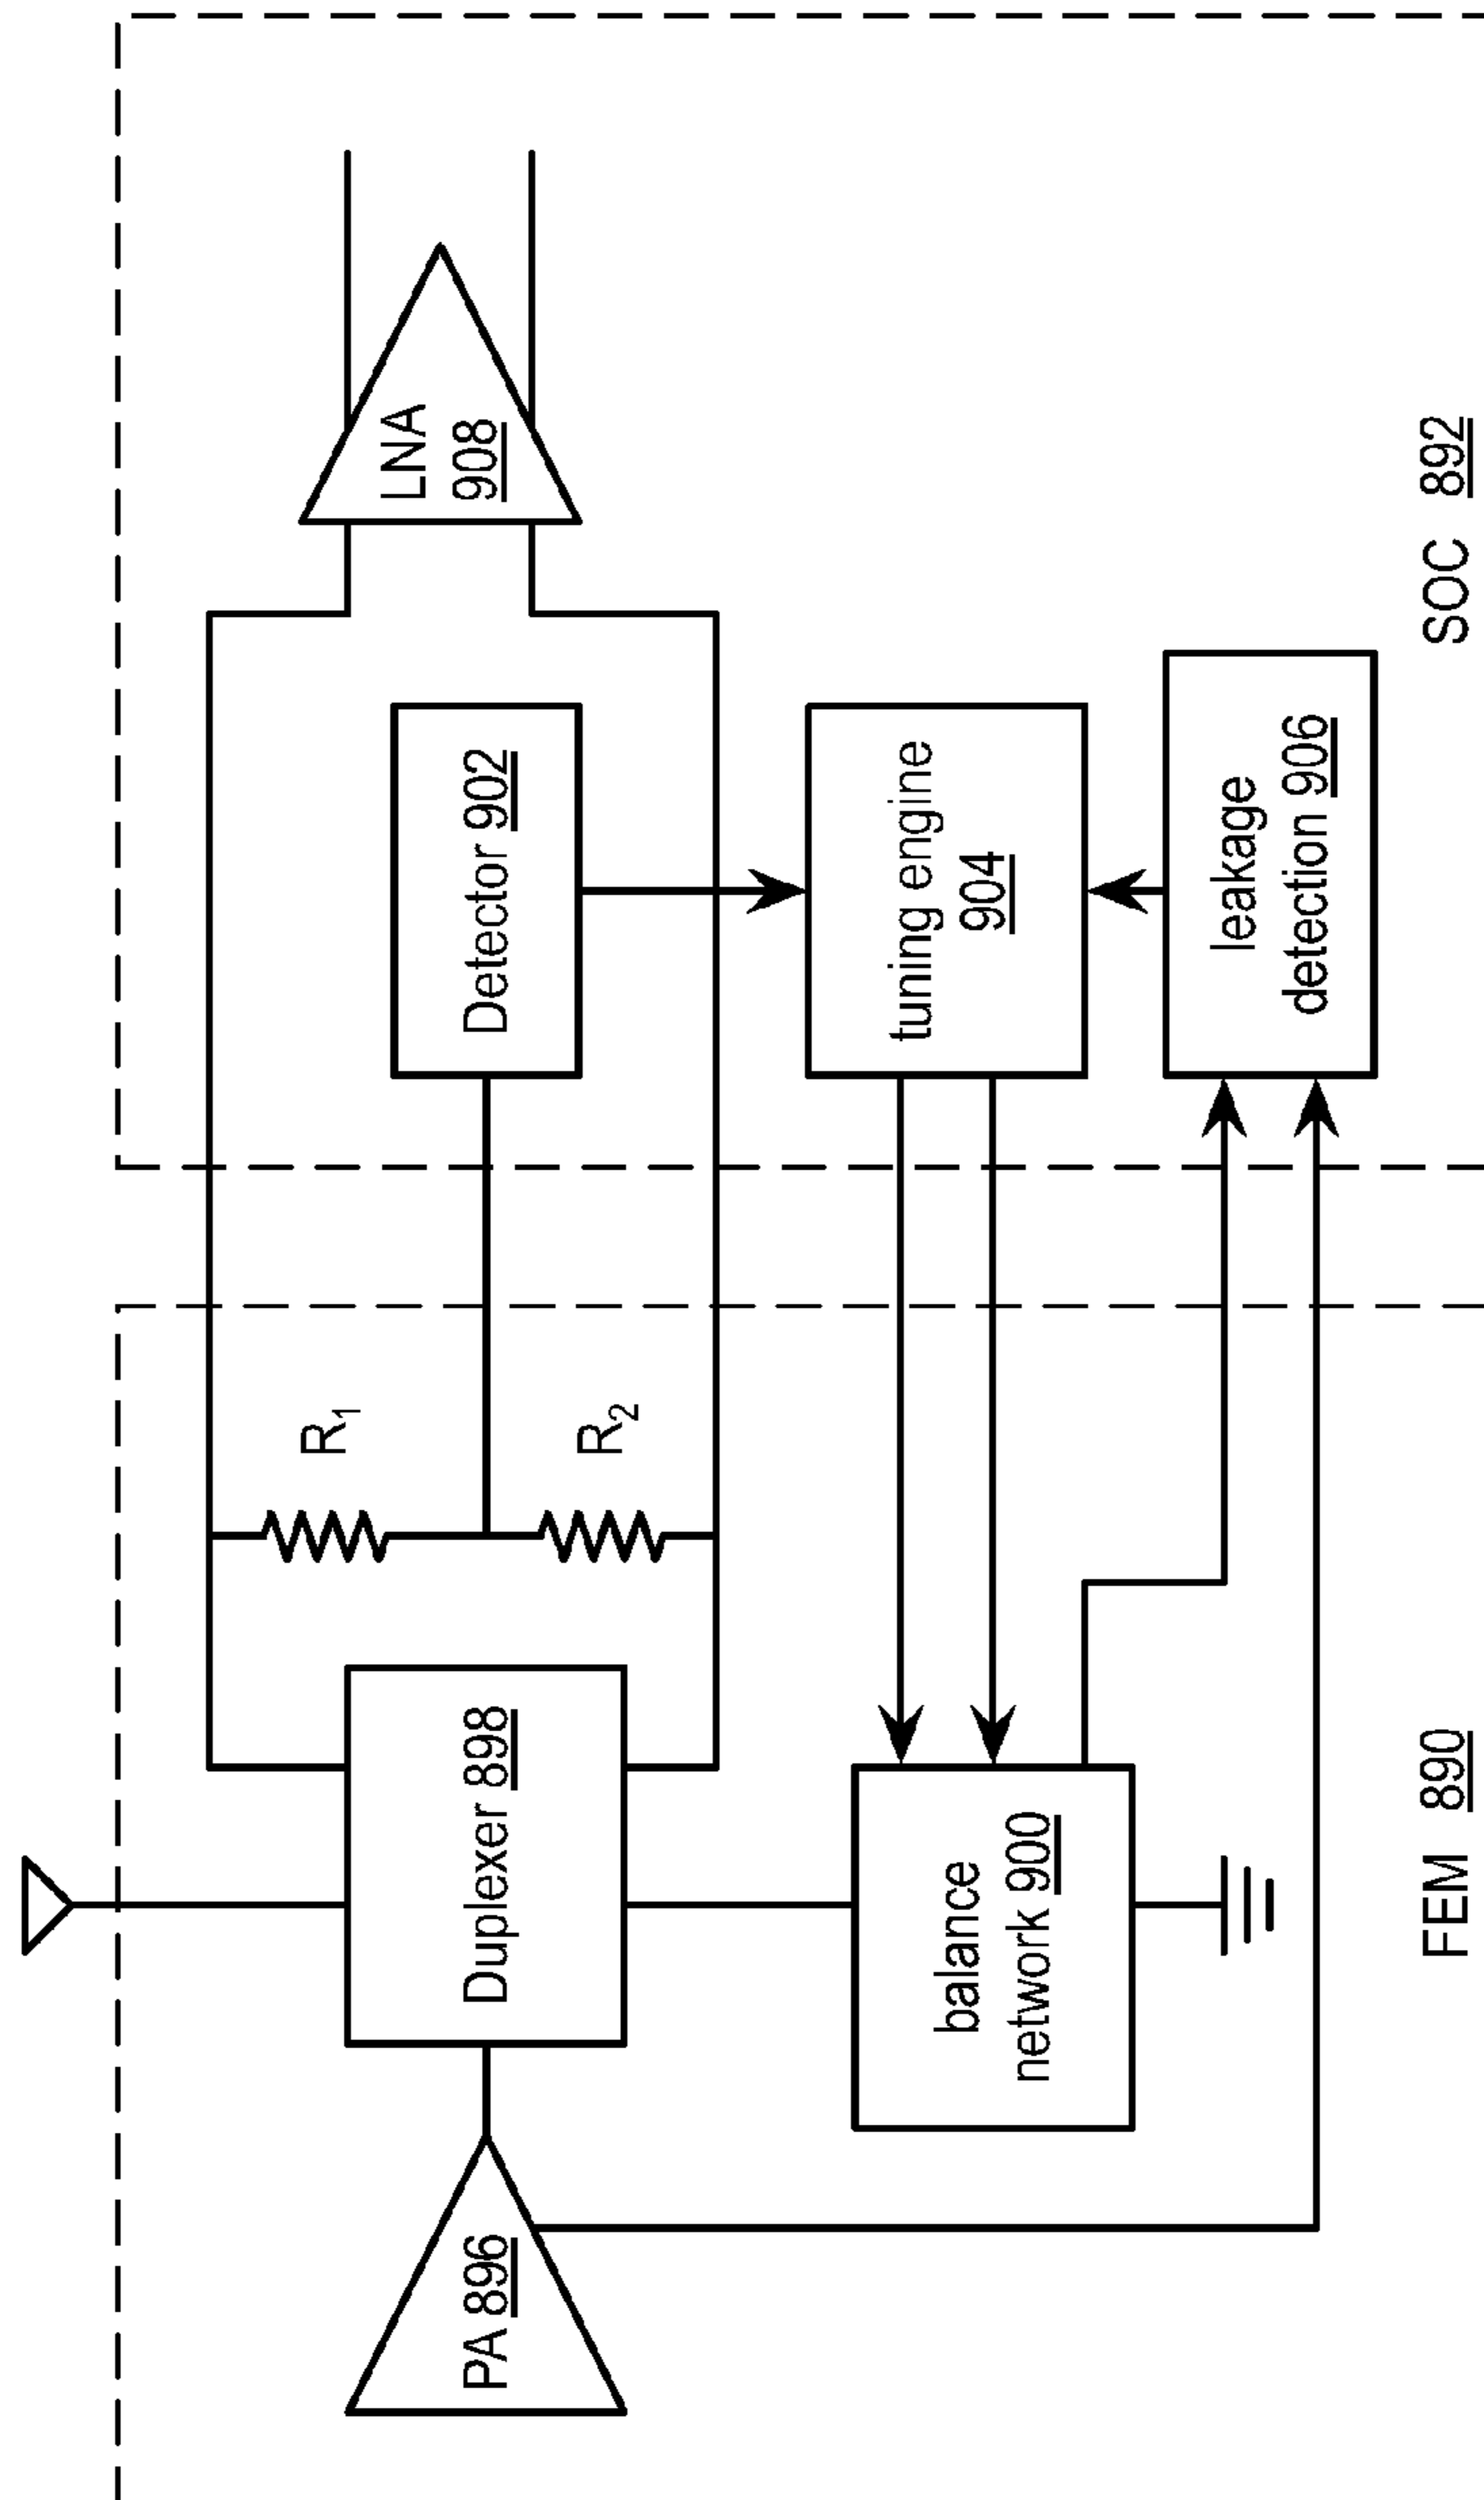 PA 896
Duplexer 898
R1
R2
Detector 902
LNA
908
balance
network 900
tuning engine
904
leakage
detection 906
FEM 890
SOC 892